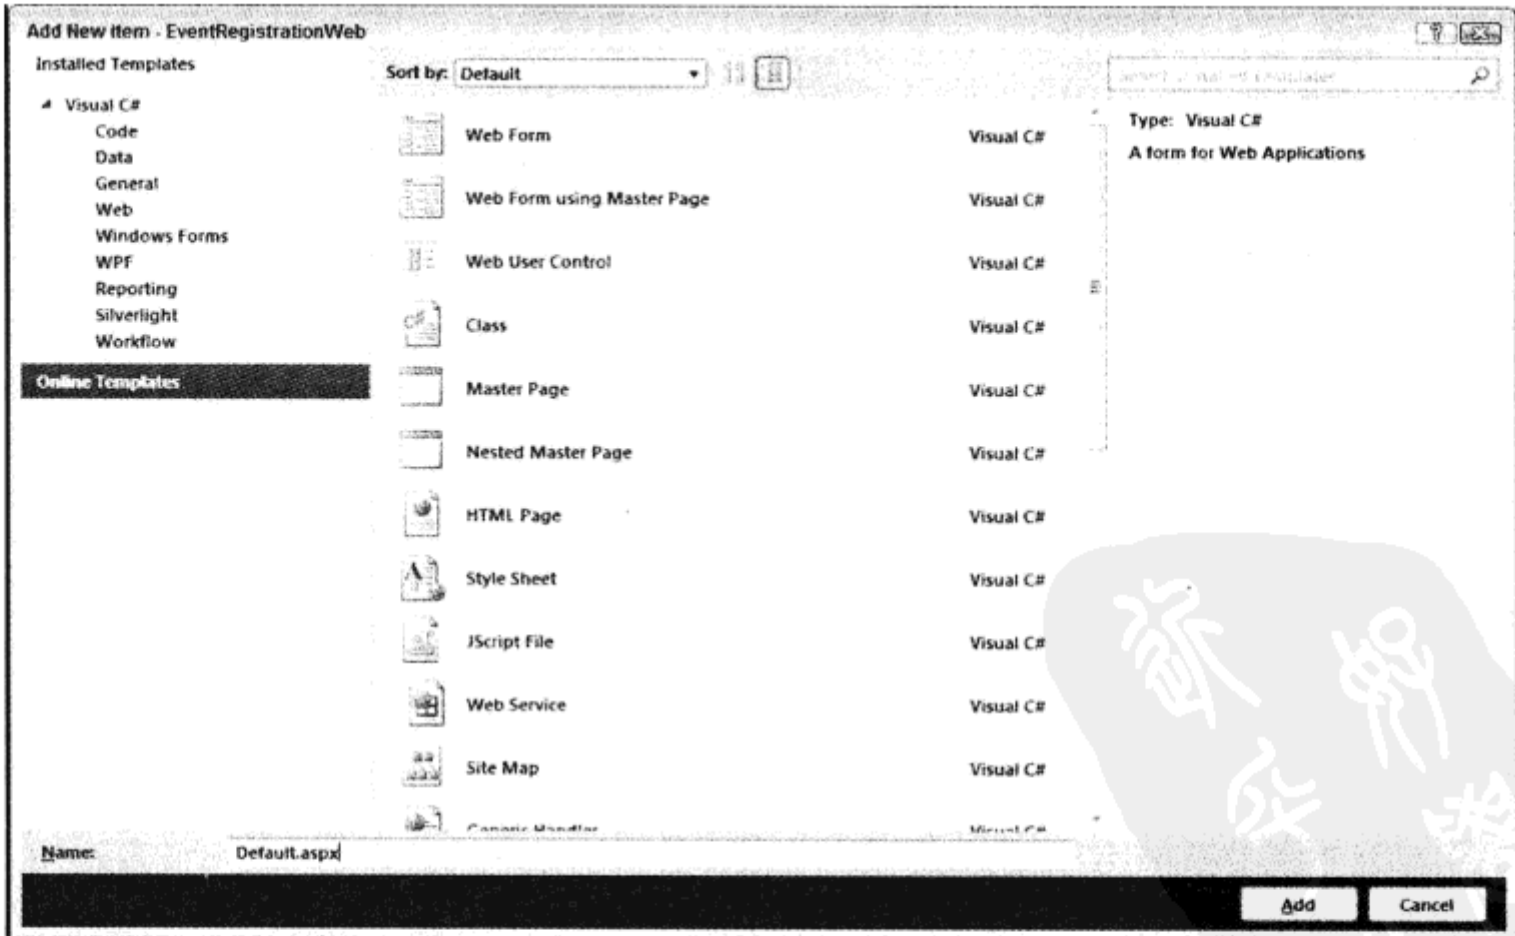 Add New Item - EventRegistrationWeb
Installed Templates
Visual C#
Code
Data
General
Web
Windows Forms
WPF
Reporting
Silverlight
Workflow
Online Templates
Sort by: Default
Web Form Visual C#
Web Form using Master Page Visual C#
Web User Control Visual C#
Class Visual C#
Master Page Visual C#
Nested Master Page Visual C#
HTML Page Visual C#
Style Sheet Visual C#
JScript File Visual C#
Web Service Visual C#
Site Map Visual C#
Generic Handler Visual C#
Type: Visual C#
A form for Web Applications
Name: Default.aspx
Add Cancel